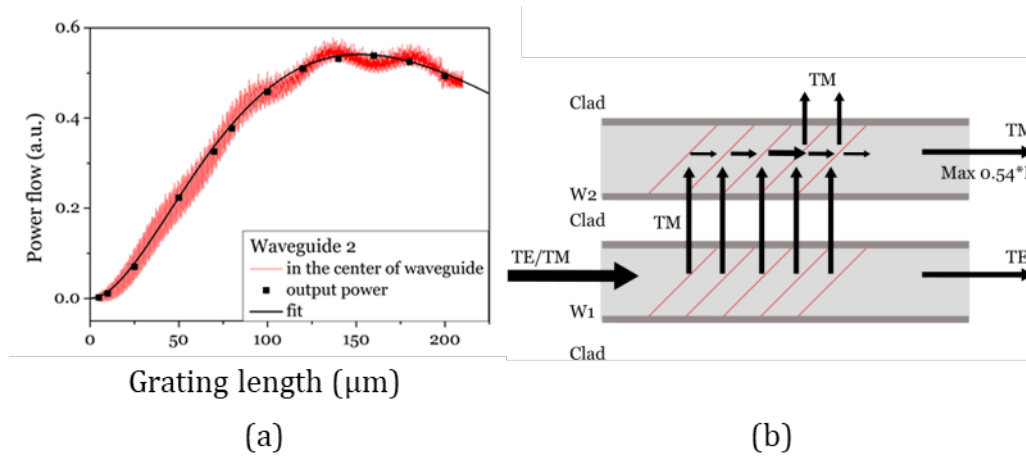 0.6
0.4
0.2
0.0
Power flow (a.u.)
Waveguide 2
in the center of waveguide
output power
fit
0
50
100
150
200
Grating length (μm)
(a)
TM
Clad
TM
Max 0.54*
W2
Clad
TM
TE/TM
TE
W1
Clad
(b)